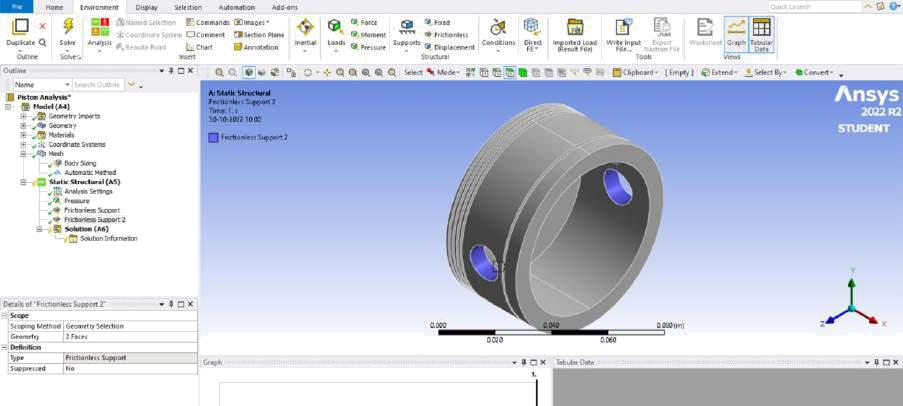 File Home Environment Display Selection Automation Add-ons Quick Launch
Duplicate Solve Analysis Named Selection Commands Images Inertial Loads Force Supports Fixed Conditions Direct Imported Load Write Input Export Worksheet Graph Tabular
Coordinate System Comment Section Plane Moment Frictionless FE (Result File) File... Nastran File Data
Remote Point Chart Annotation Pressure Displacement
Outline Solvers Insert Structural Tools Views
Outline Select Mode Clipboard [Empty] Extend Select By Convert
Name Search Outline
Piston Analysis*
Model (A4)
Geometry Imports
Geometry
Materials
Coordinate Systems
Mesh
Body Sizing
Automatic Method
Static Structural (A5)
Analysis Settings
Pressure
Frictionless Support
Frictionless Support 2
Solution (A6)
Solution Information
A: Static Structural
Frictionless Support 2
Time: 1. s
30-10-2022 10:00
Frictionless Support 2
Ansys
2022 R2
STUDENT
0.000 0.040 0.080 (m)
0.020 0.060
Y
Z X
Details of "Frictionless Support 2"
Scope
Scoping Method Geometry Selection
Geometry 2 Faces
Definition
Type Frictionless Support
Suppressed No
Graph Tabular Data
1.